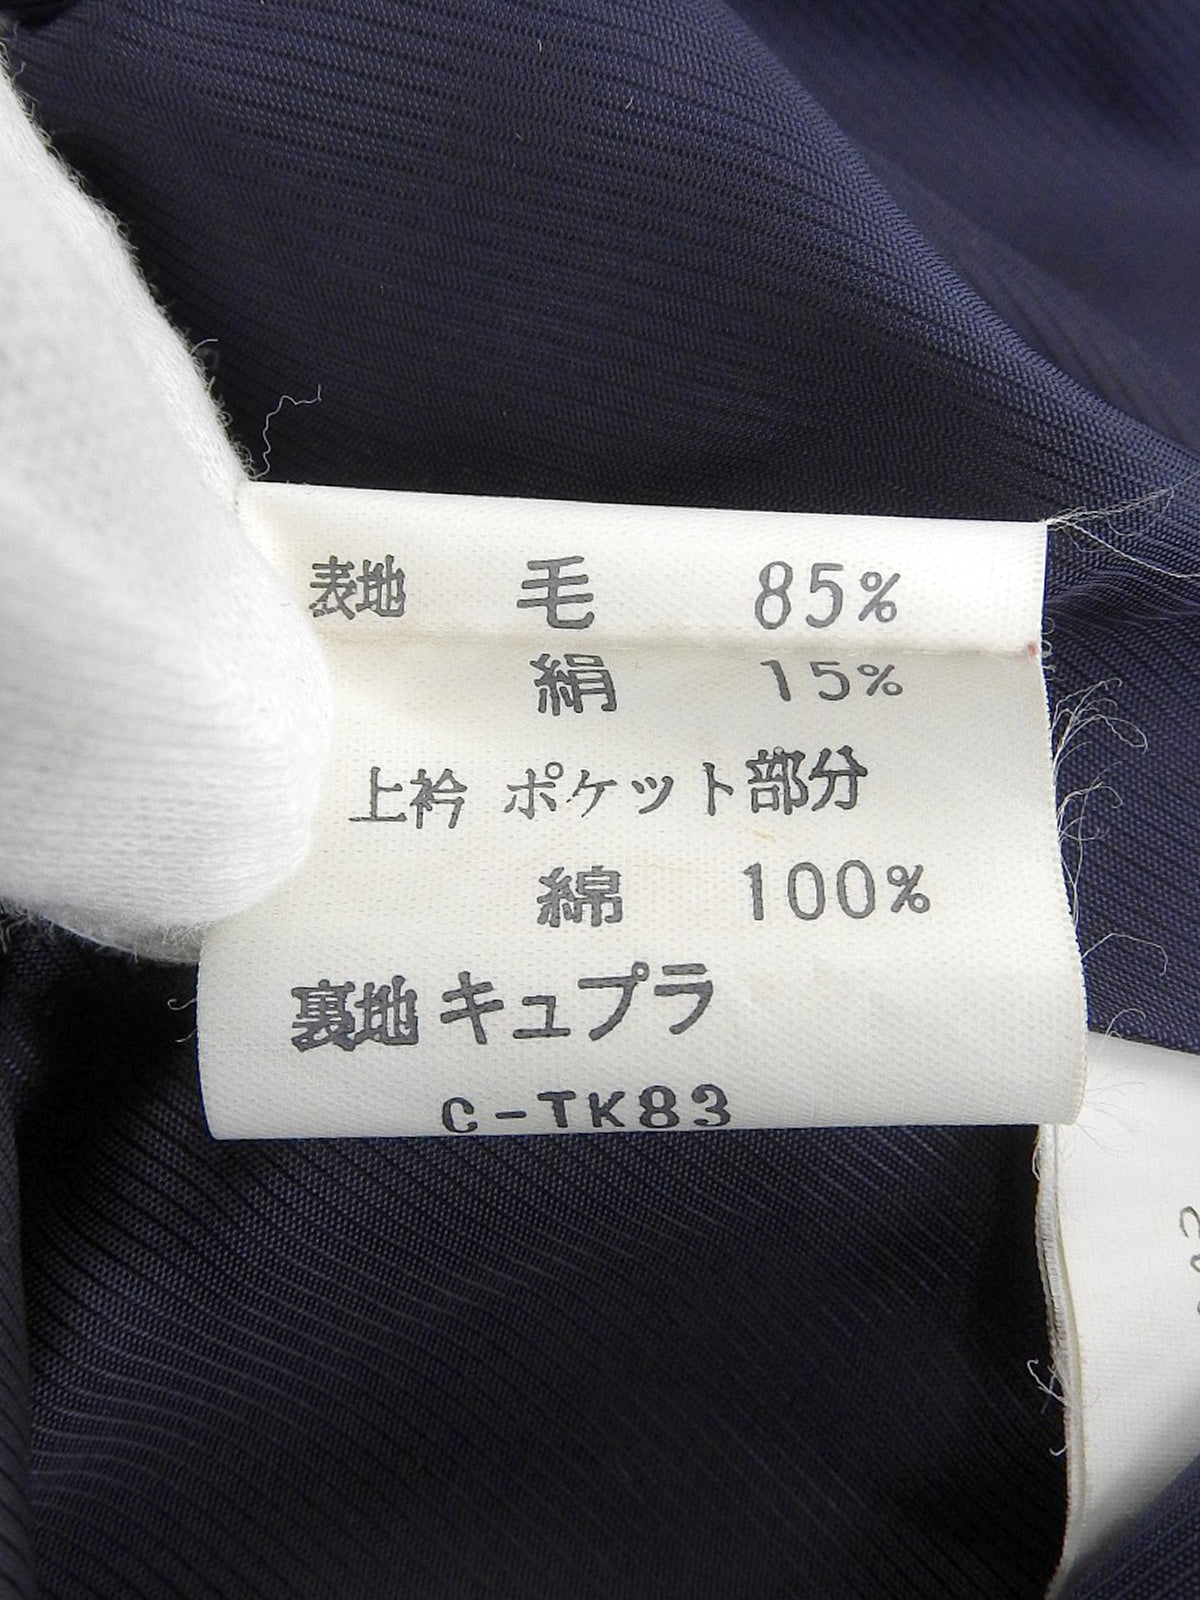 表地 毛 85%
絹 15%
上衿 ポケット部分
綿 100%
裏地 キュプラ
C-TK83